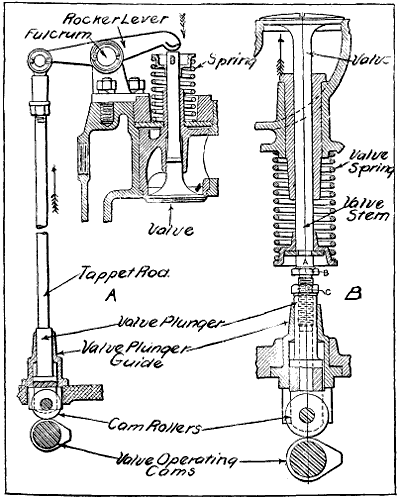 Rocker Lever
Fulcrum
Spring
Valve
Tappet Rod.
A
Valve Plunger
Valve Plunger
Guide
Cam Rollers
Valve Operating
Cams
Valve
Valve
Spring
Valve
Stem
A
B
C
B